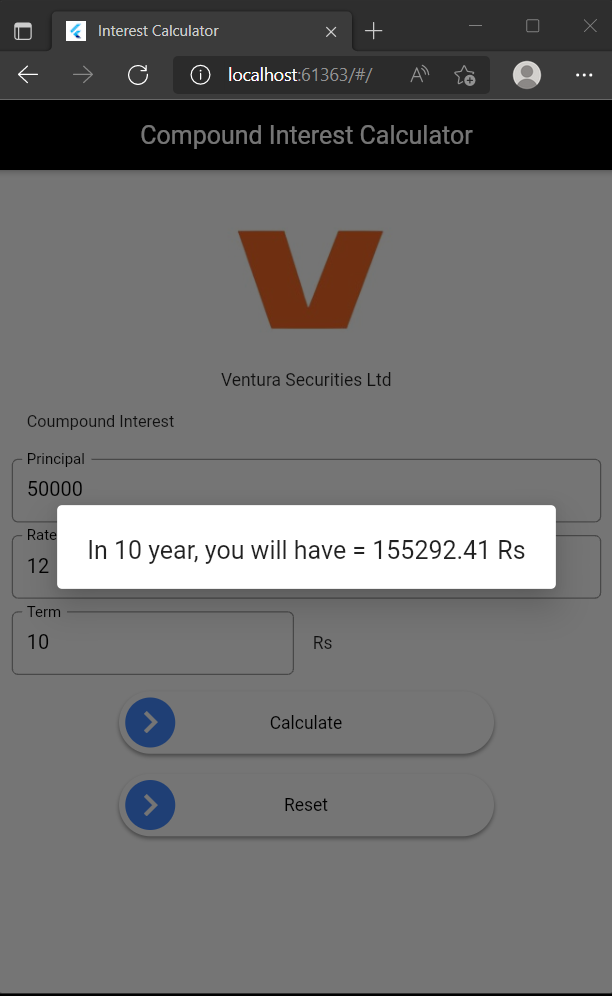 Interest Calculator
localhost:61363/#/
Compound Interest Calculator
Ventura Securities Ltd
Coumpound Interest
Principal
50000
Rate
In 10 year, you will have = 155292.41 Rs
12
Term
10
Rs
Calculate
Reset